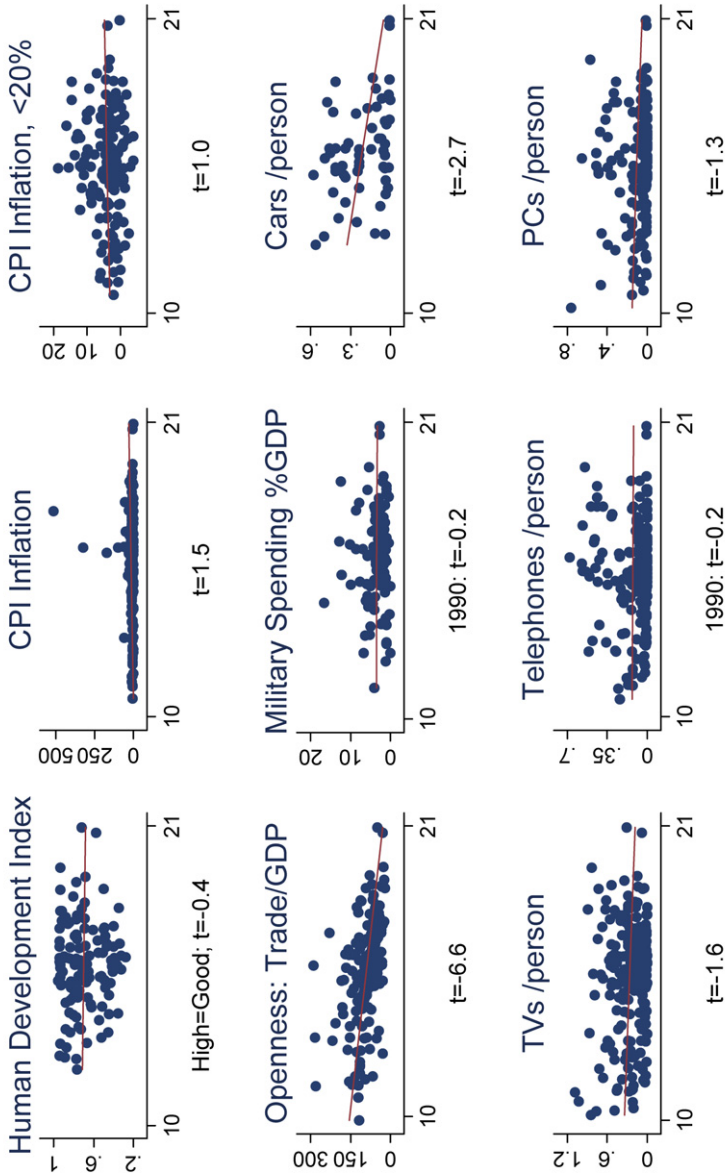 Human Development Index
1
.6
.2
10
21
High=Good; t=-0.4
CPI Inflation
500
250
0
10
21
t=1.5
CPI Inflation, <20%
20
10
0
10
21
t=1.0
Openness: Trade/GDP
300
150
0
10
21
t=-6.6
Military Spending %GDP
20
10
0
10
21
1990: t=-0.2
Cars /person
.6
.3
0
10
21
t=-2.7
TVs /person
1.2
.6
0
10
21
t=-1.6
Telephones /person
.7
.35
0
10
21
1990: t=-0.2
PCs /person
.8
.4
0
10
21
t=-1.3